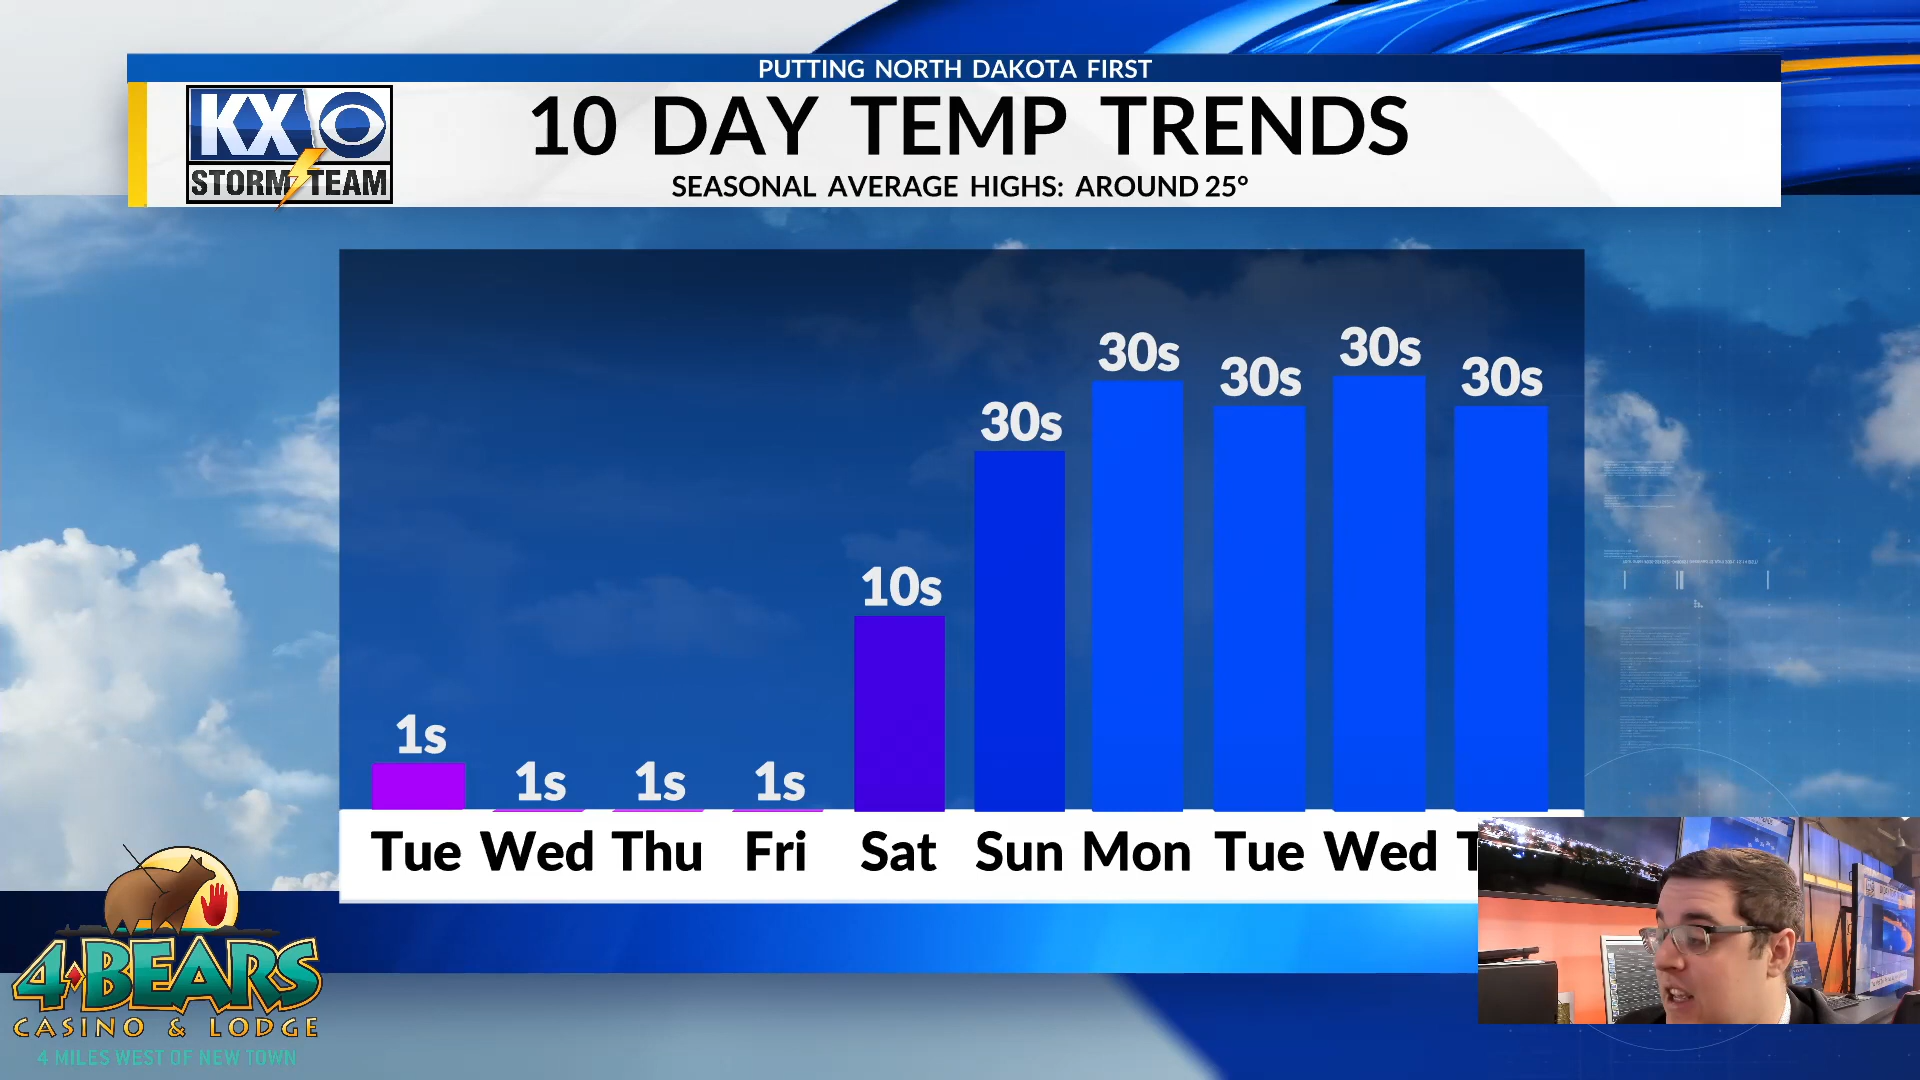 PUTTING NORTH DAKOTA FIRST
KX
STORM TEAM
10 DAY TEMP TRENDS
SEASONAL AVERAGE HIGHS: AROUND 25°
1s 1s 1s 1s 10s 30s 30s 30s 30s 30s
Tue Wed Thu Fri Sat Sun Mon Tue Wed T
4 BEARS
CASINO & LODGE
4 MILES WEST OF NEW TOWN